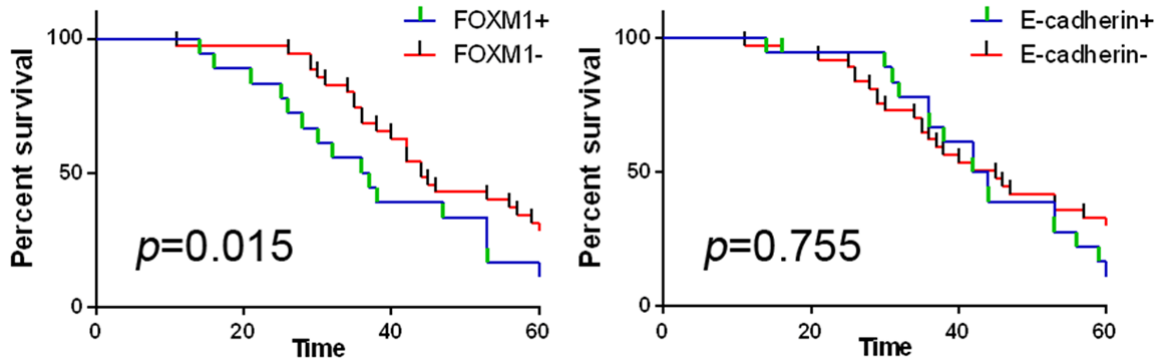 FOXM1+
FOXM1-
Percent survival
100
50
0
p=0.015
0
20
40
60
Time
E-cadherin+
E-cadherin-
Percent survival
100
50
0
p=0.755
0
20
40
60
Time